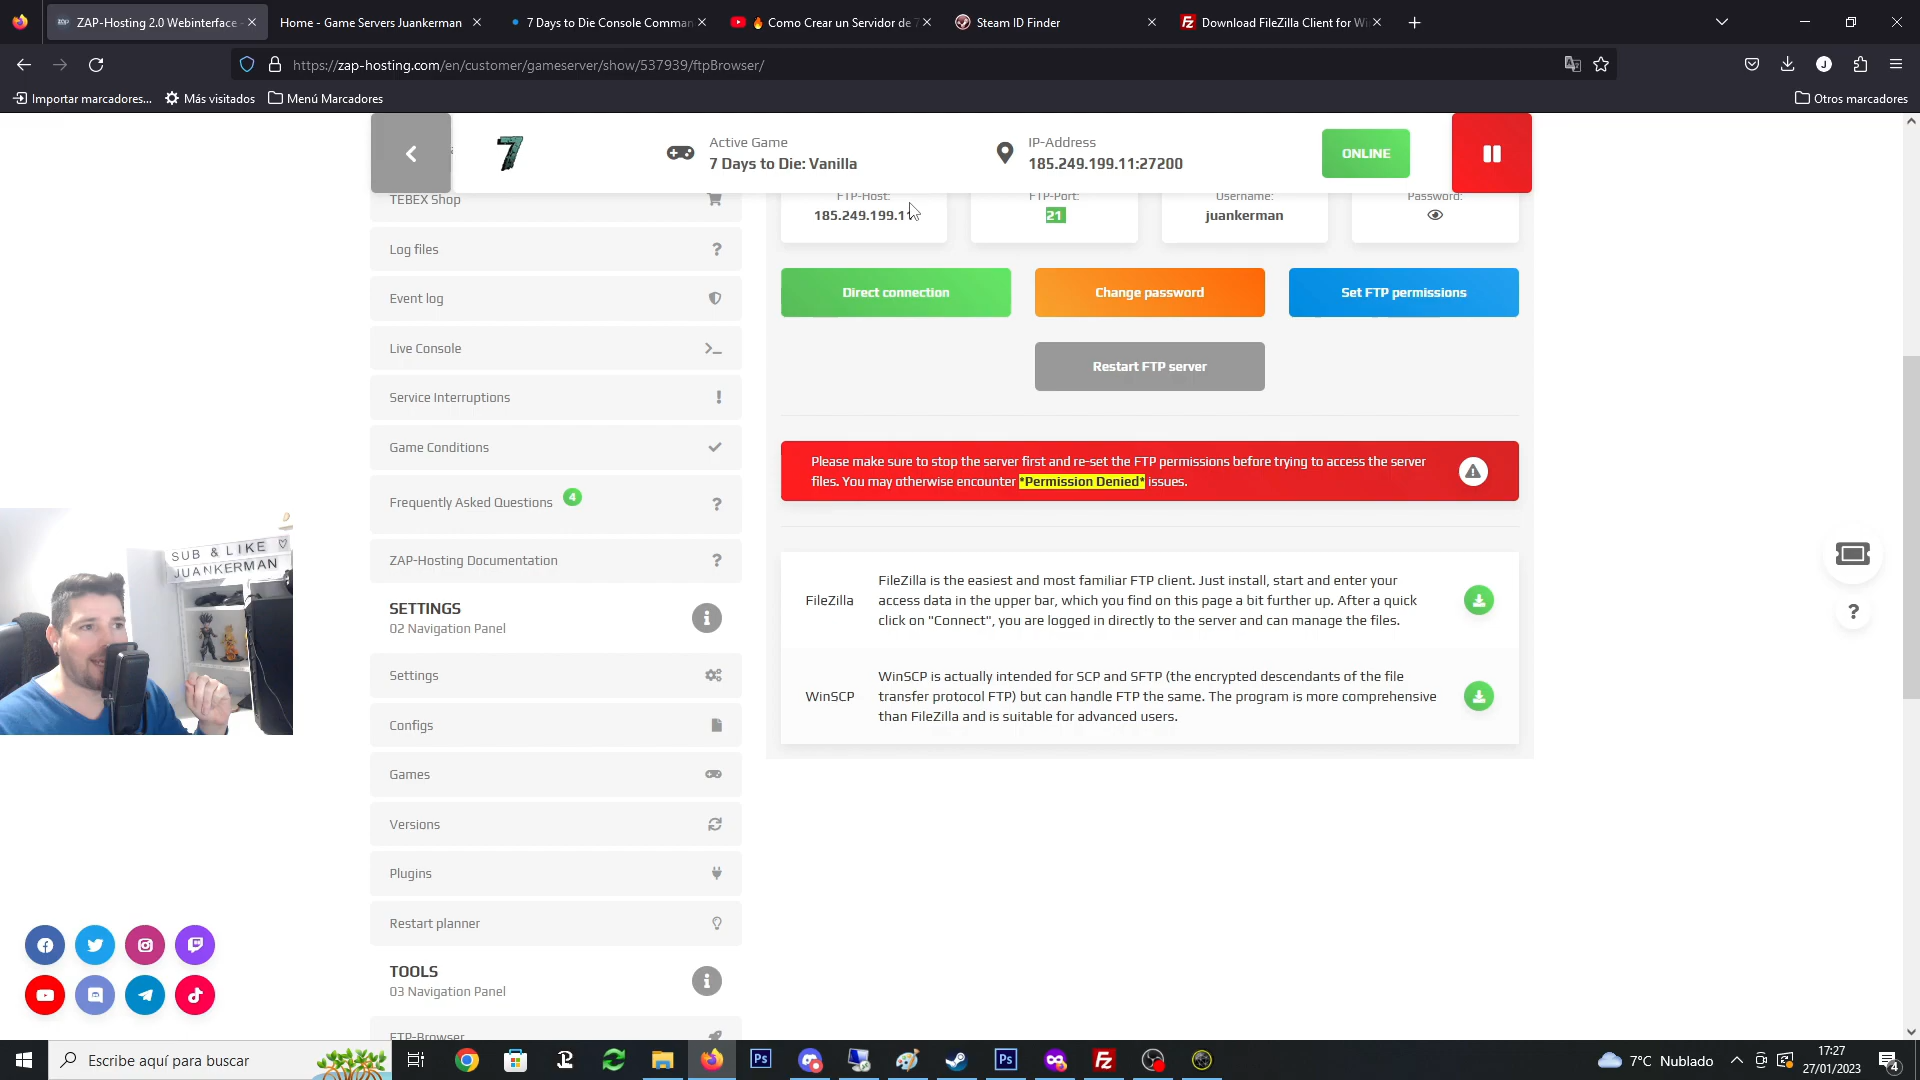 ZAP-Hosting 2.0 Webinterface -
Home - Game Servers Juankerman
7 Days to Die Console Comman
🔥 Como Crear un Servidor de 7
Steam ID Finder
Download FileZilla Client for Wi
https://zap-hosting.com/en/customer/gameserver/show/537939/ftpBrowser/
Importar marcadores...
Más visitados
Menú Marcadores
Otros marcadores
7
Active Game
7 Days to Die: Vanilla
IP-Address
185.249.199.11:27200
ONLINE
TEBEX Shop
Log files
Event log
Live Console
Service Interruptions
Game Conditions
Frequently Asked Questions 4
ZAP-Hosting Documentation
SETTINGS
02 Navigation Panel
Settings
Configs
Games
Versions
Plugins
Restart planner
TOOLS
03 Navigation Panel
FTP-Browser
FTP-Host:
185.249.199.11
FTP-Port:
21
Username:
juankerman
Password:
Direct connection
Change password
Set FTP permissions
Restart FTP server
Please make sure to stop the server first and re-set the FTP permissions before trying to access the server
files. You may otherwise encounter *Permission Denied* issues.
FileZilla
FileZilla is the easiest and most familiar FTP client. Just install, start and enter your
access data in the upper bar, which you find on this page a bit further up. After a quick
click on "Connect", you are logged in directly to the server and can manage the files.
WinSCP
WinSCP is actually intended for SCP and SFTP (the encrypted descendants of the file
transfer protocol FTP) but can handle FTP the same. The program is more comprehensive
than FileZilla and is suitable for advanced users.
SUB & LIKE ♡
JUANKERMAN
Escribe aquí para buscar
Ps
Ps
Fz
7°C Nublado
17:27
27/01/2023
4